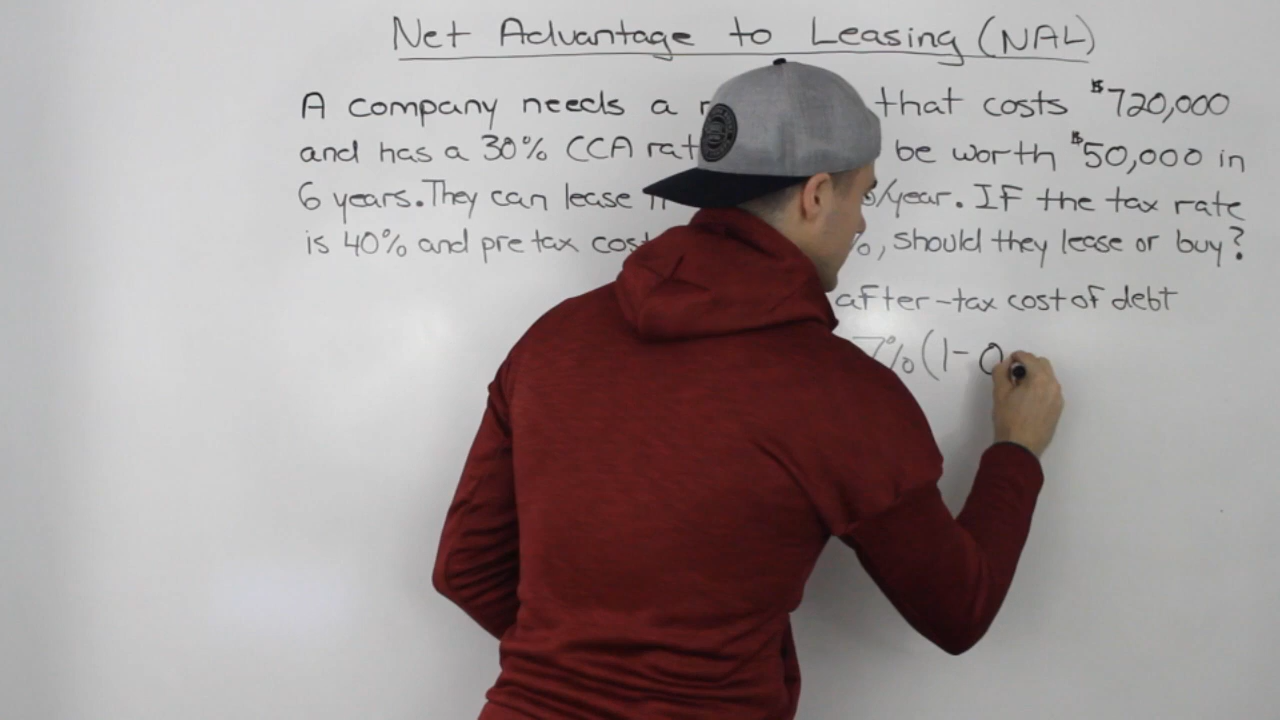 Net Advantage to Leasing (NAL)
A company needs a that costs $720,000
and has a 30% CCA be worth $50,000 in
6 years. They can lease /year. If the tax rate
is 40% and pre tax %, should they lease or buy?
after-tax cost of debt
7%(1-0